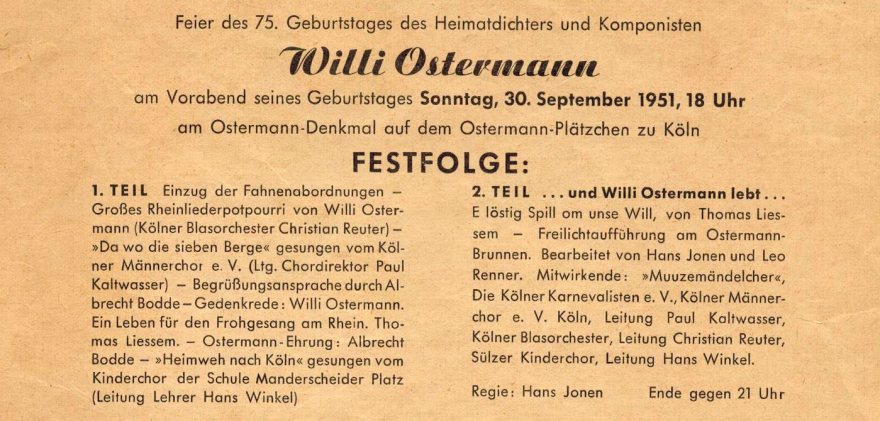 Feier des 75. Geburtstages des Heimatdichters und Komponisten
Willi Ostermann
am Vorabend seines Geburtstages Sonntag, 30. September 1951, 18 Uhr
am Ostermann-Denkmal auf dem Ostermann-Plätzchen zu Köln
FESTFOLGE:
1. TEIL Einzug der Fahnenabordnungen –
Großes Rheinliederpotpourri von Willi Oster-
mann (Kölner Blasorchester Christian Reuter) –
»Da wo die sieben Berge« gesungen vom Köl-
ner Männerchor e. V. (Ltg. Chordirektor Paul
Kaltwasser) – Begrüßungsansprache durch Al-
brecht Bodde – Gedenkrede: Willi Ostermann.
Ein Leben für den Frohgesang am Rhein. Tho-
mas Liessem. – Ostermann-Ehrung: Albrecht
Bodde – »Heimweh nach Köln« gesungen vom
Kinderchor der Schule Manderscheider Platz
(Leitung Lehrer Hans Winkel)
2. TEIL ... und Willi Ostermann lebt...
E löstig Spill om unse Will, von Thomas Lies-
sem – Freilichtaufführung am Ostermann-
Brunnen. Bearbeitet von Hans Jonen und Leo
Renner. Mitwirkende: »Muuzemändelcher«,
Die Kölner Karnevalisten e. V., Kölner Männer-
chor e. V. Köln, Leitung Paul Kaltwasser,
Kölner Blasorchester, Leitung Christian Reuter,
Sülzer Kinderchor, Leitung Hans Winkel.
Regie: Hans Jonen Ende gegen 21 Uhr